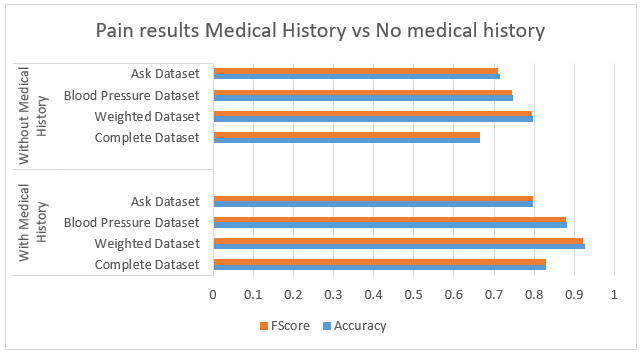 Pain results Medical History vs No medical history
Without Medical
History
Ask Dataset
Blood Pressure Dataset
Weighted Dataset
Complete Dataset
With Medical
History
Ask Dataset
Blood Pressure Dataset
Weighted Dataset
Complete Dataset
0 0.1 0.2 0.3 0.4 0.5 0.6 0.7 0.8 0.9 1
FScore Accuracy